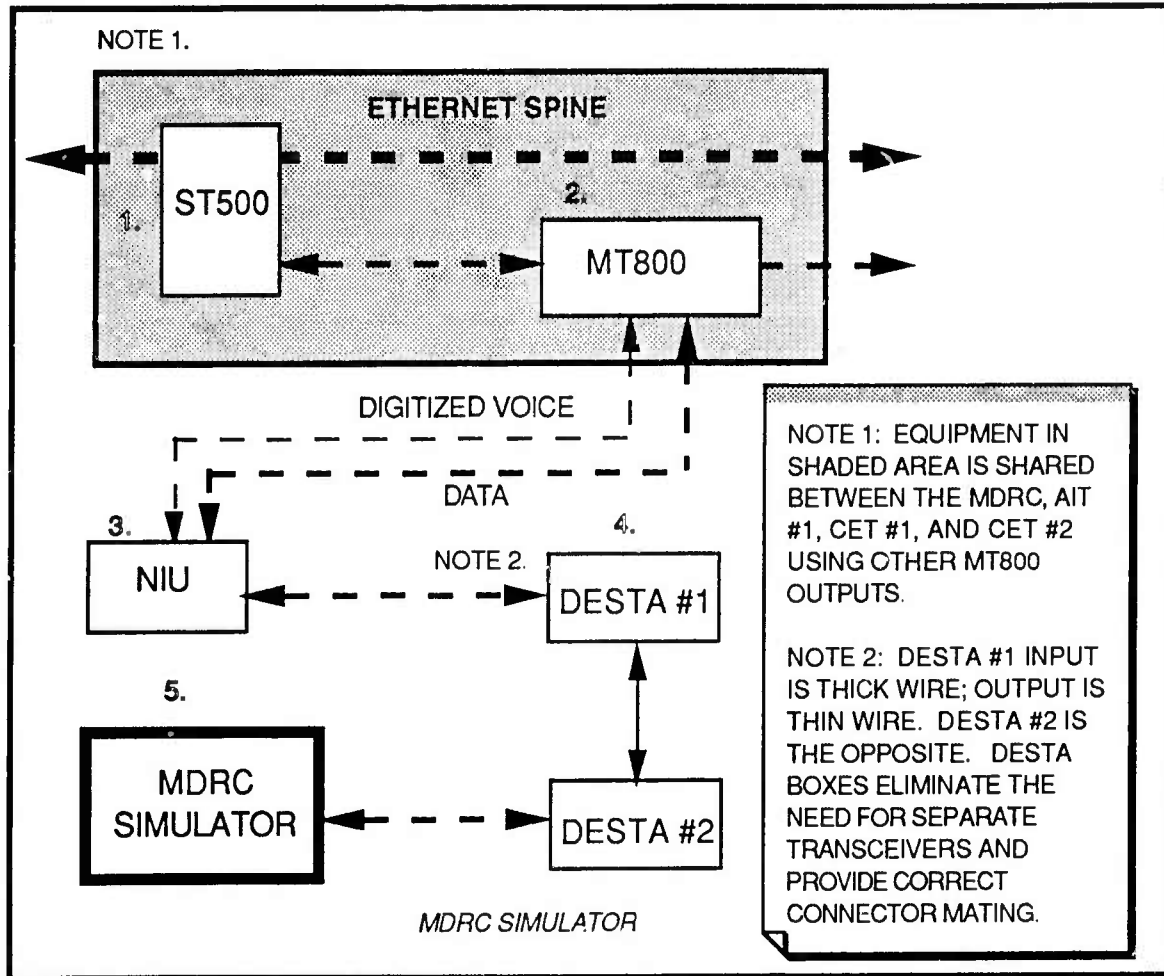 NOTE 1.
ETHERNET SPINE
ST500
1.
2.
MT800
DIGITIZED VOICE
DATA
3.
NIU
NOTE 2.
4.
DESTA #1
5.
MDRC
SIMULATOR
DESTA #2
MDRC SIMULATOR
NOTE 1: EQUIPMENT IN
SHADED AREA IS SHARED
BETWEEN THE MDRC, AIT
#1, CET #1, AND CET #2
USING OTHER MT800
OUTPUTS.
NOTE 2: DESTA #1 INPUT
IS THICK WIRE; OUTPUT IS
THIN WIRE. DESTA #2 IS
THE OPPOSITE. DESTA
BOXES ELIMINATE THE
NEED FOR SEPARATE
TRANSCEIVERS AND
PROVIDE CORRECT
CONNECTOR MATING.